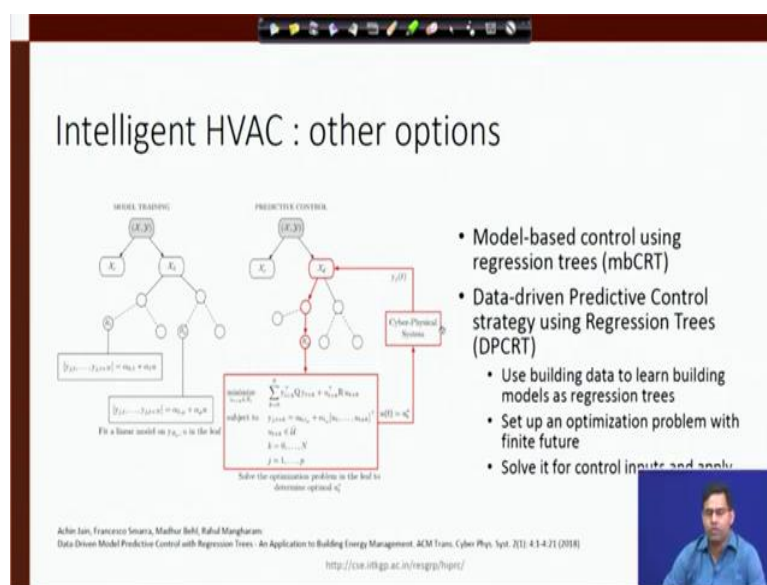 Intelligent HVAC : other options
MODEL TRAINING
PREDICTIVE CONTROL
(X, Y)
(X, Y)
Cyber-Physical
System
minimize
subject to
Fit a linear model on
in the leaf
Solve the optimization problem in the leaf to
determine optimal
• Model-based control using
regression trees (mbCRT)
• Data-driven Predictive Control
strategy using Regression Trees
(DPCRT)
• Use building data to learn building
models as regression trees
• Set up an optimization problem with
finite future
• Solve it for control inputs and apply
Achin Jain, Francesco Smarra, Madhur Behl, Rahul Mangharam:
Data-Driven Model Predictive Control with Regression Trees - An Application to Building Energy Management. ACM Trans. Cyber Phys. Syst. 2(1): 4:1-4:21 (2018)
http://cse.iitkgp.ac.in/resgrp/hiprc/